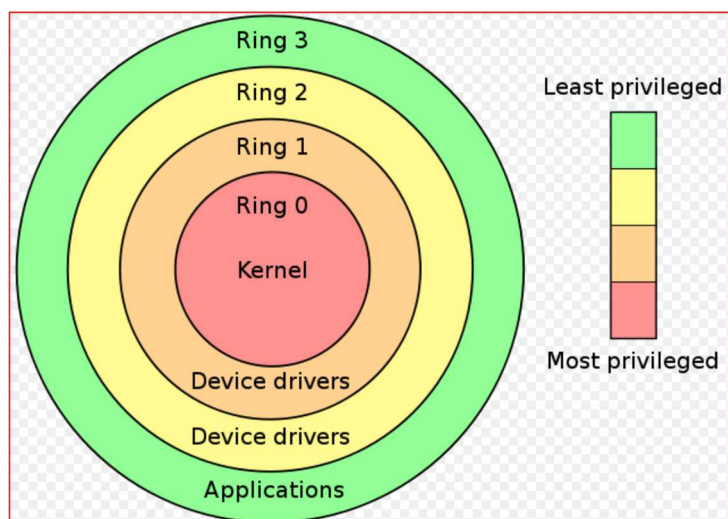 Ring 3
Ring 2
Ring 1
Ring 0
Kernel
Device drivers
Device drivers
Applications
Least privileged
Most privileged